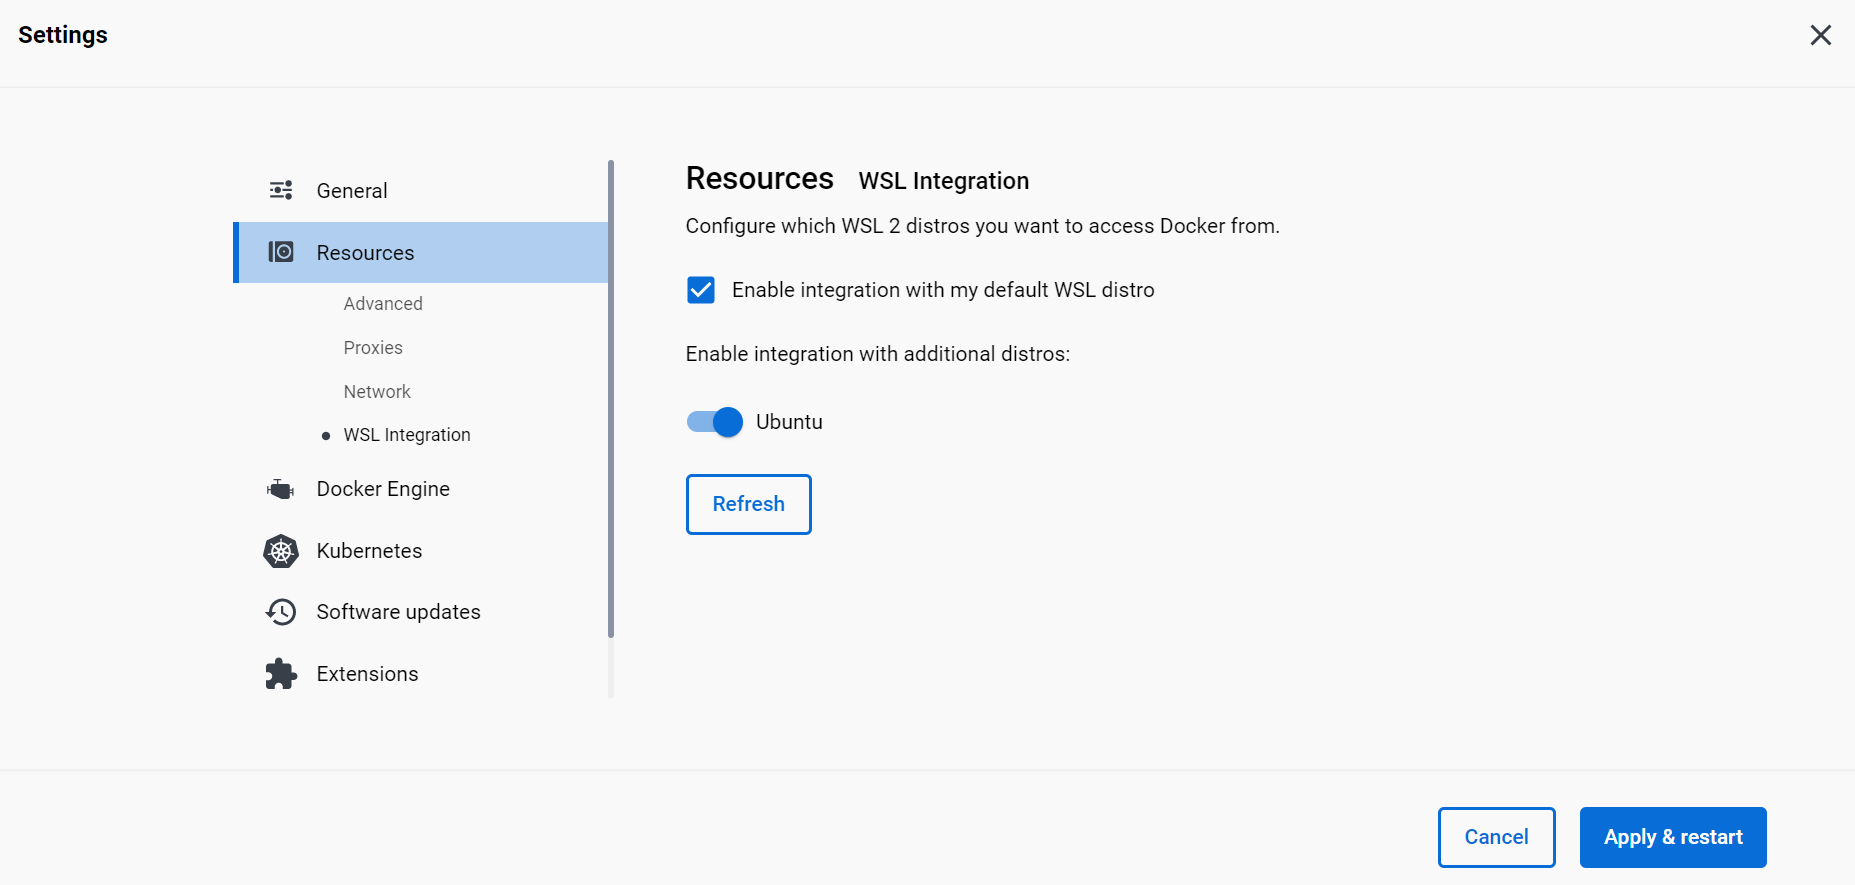 Settings
General
Resources
Advanced
Proxies
Network
WSL Integration
Docker Engine
Kubernetes
Software updates
Extensions
Resources WSL Integration
Configure which WSL 2 distros you want to access Docker from.
Enable integration with my default WSL distro
Enable integration with additional distros:
Ubuntu
Refresh
Cancel
Apply & restart